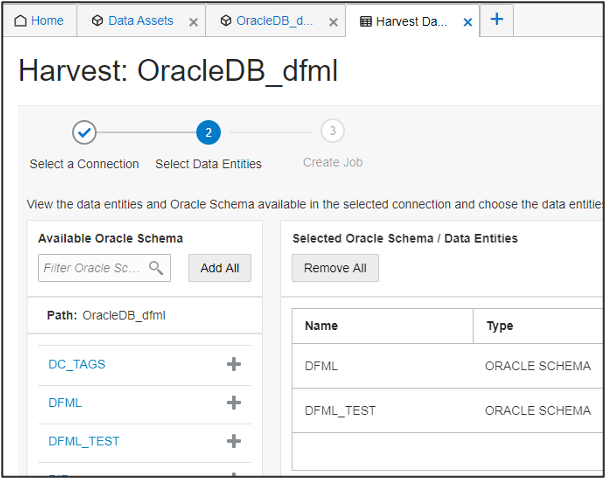 Home
Data Assets
OracleDB_d...
Harvest Da...
Harvest: OracleDB_dfml
2
3
Select a Connection
Select Data Entities
Create Job
View the data entities and Oracle Schema available in the selected connection and choose the data entitie
Available Oracle Schema
Filter Oracle Sc...
Add All
Path: OracleDB_dfml
DC_TAGS
DFML
DFML_TEST
Selected Oracle Schema / Data Entities
Remove All
Name
Type
DFML
ORACLE SCHEMA
DFML_TEST
ORACLE SCHEMA